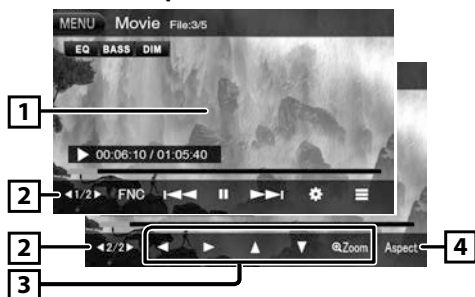 MENU Movie File:3/5
EQ BASS DIM
1
00:06:10 / 01:05:40
2 1/2 FNC
2 2/2 Zoom Aspect 4
3